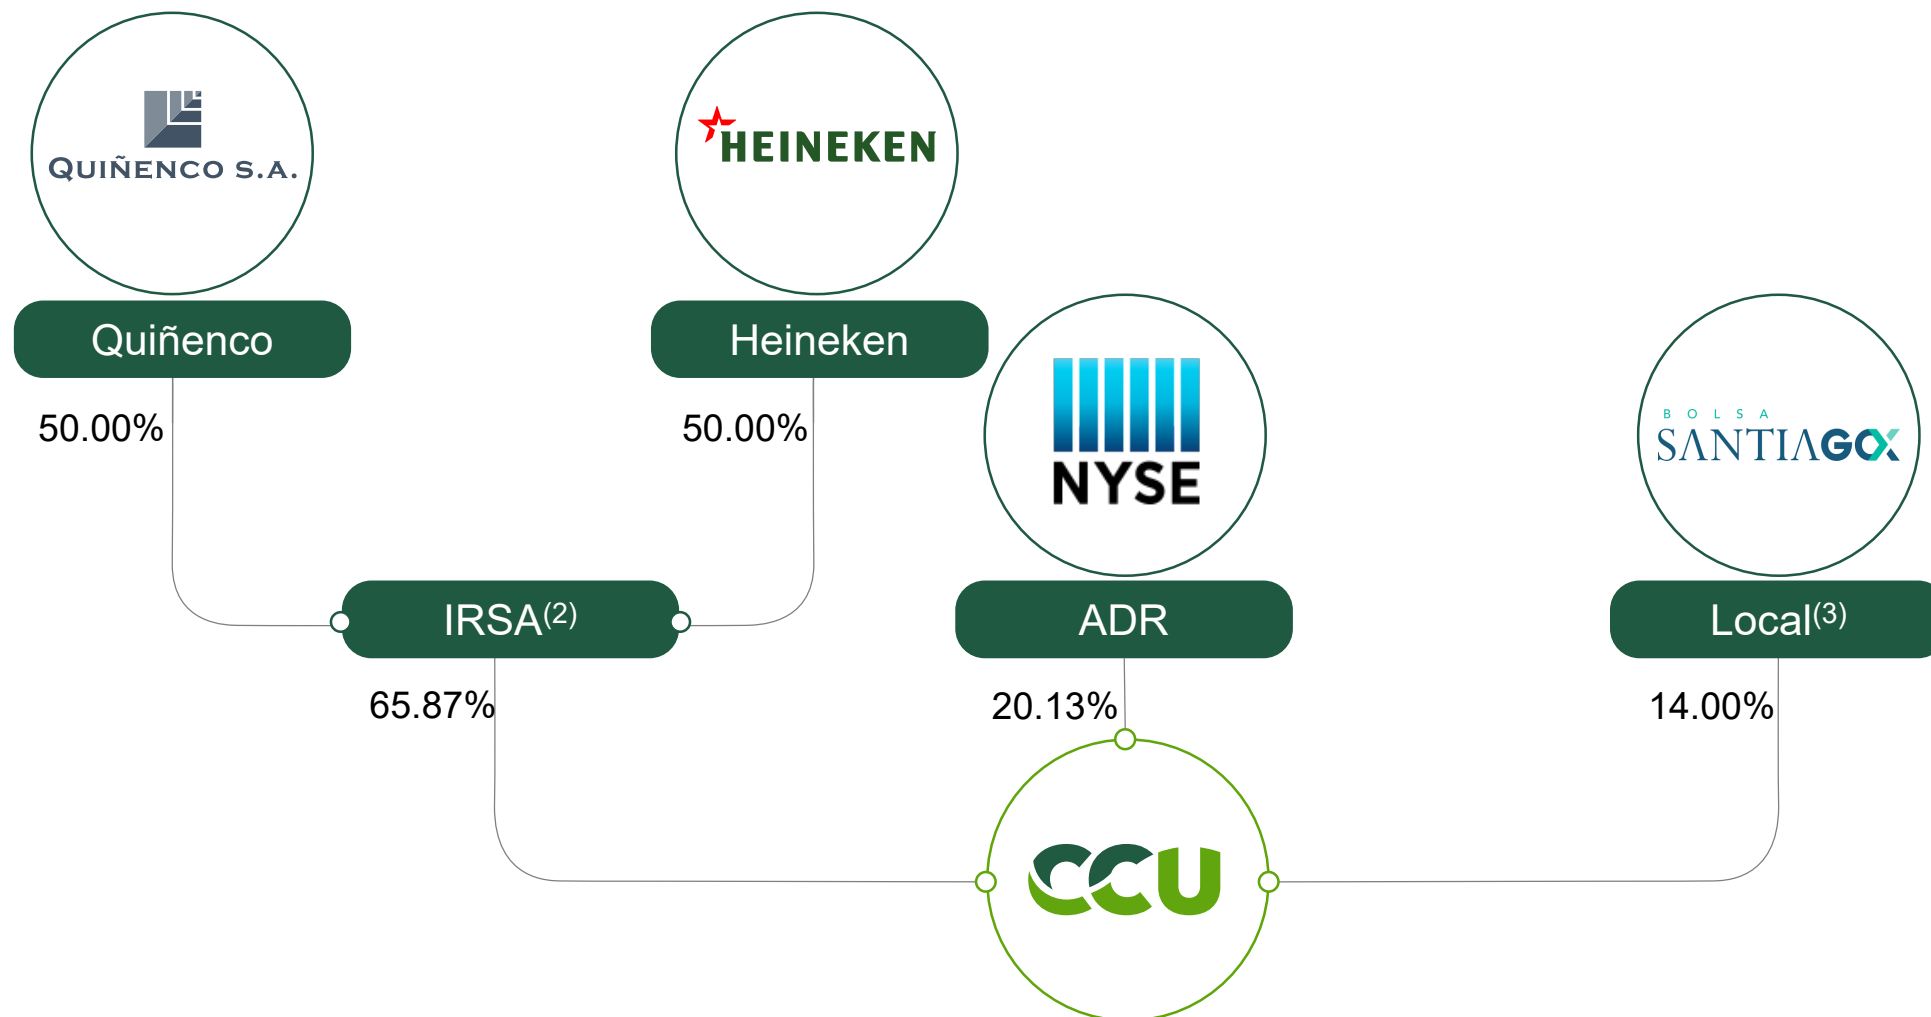 QUIÑENCO S.A.
HEINEKEN
Quiñenco
Heineken
50.00%
50.00%
NYSE
BOLSA
SANTIAGOX
IRSA(2)
ADR
Local(3)
65.87%
20.13%
14.00%
CCU